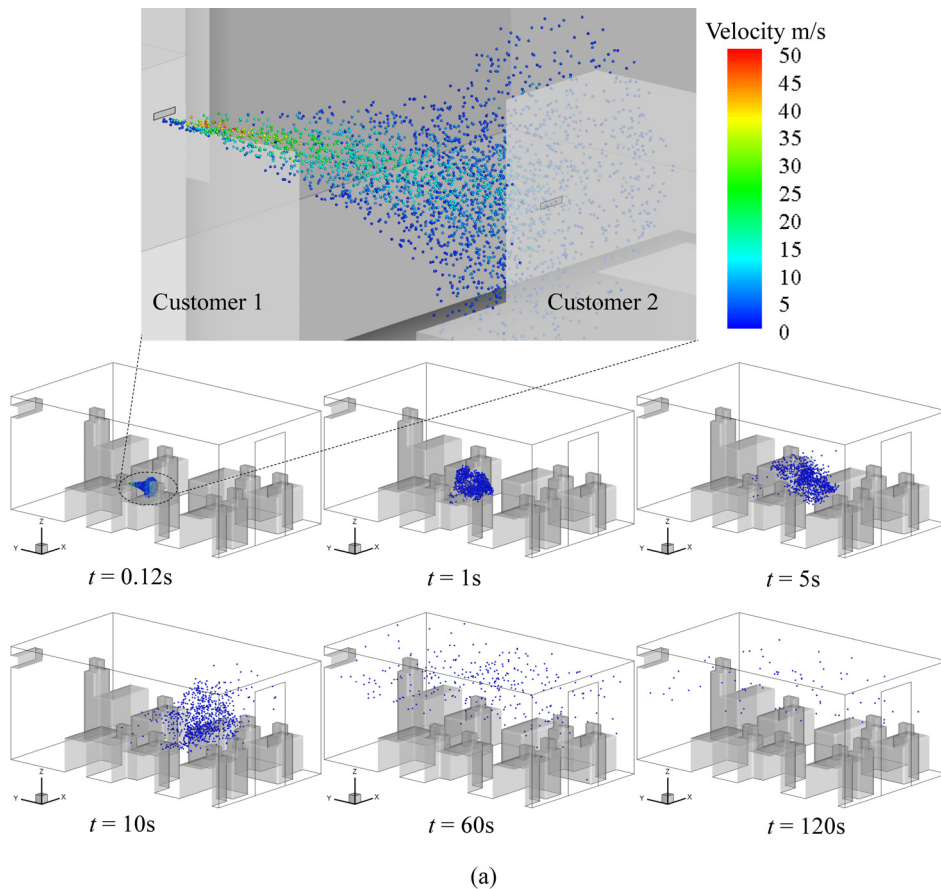 Velocity m/s
50
45
40
35
30
25
20
15
10
5
0
Customer 1
Customer 2
Z
Y
X
t = 0.12s
Z
Y
X
t = 1s
Z
Y
X
t = 5s
Z
Y
X
t = 10s
Z
Y
X
t = 60s
Z
Y
X
t = 120s
(a)